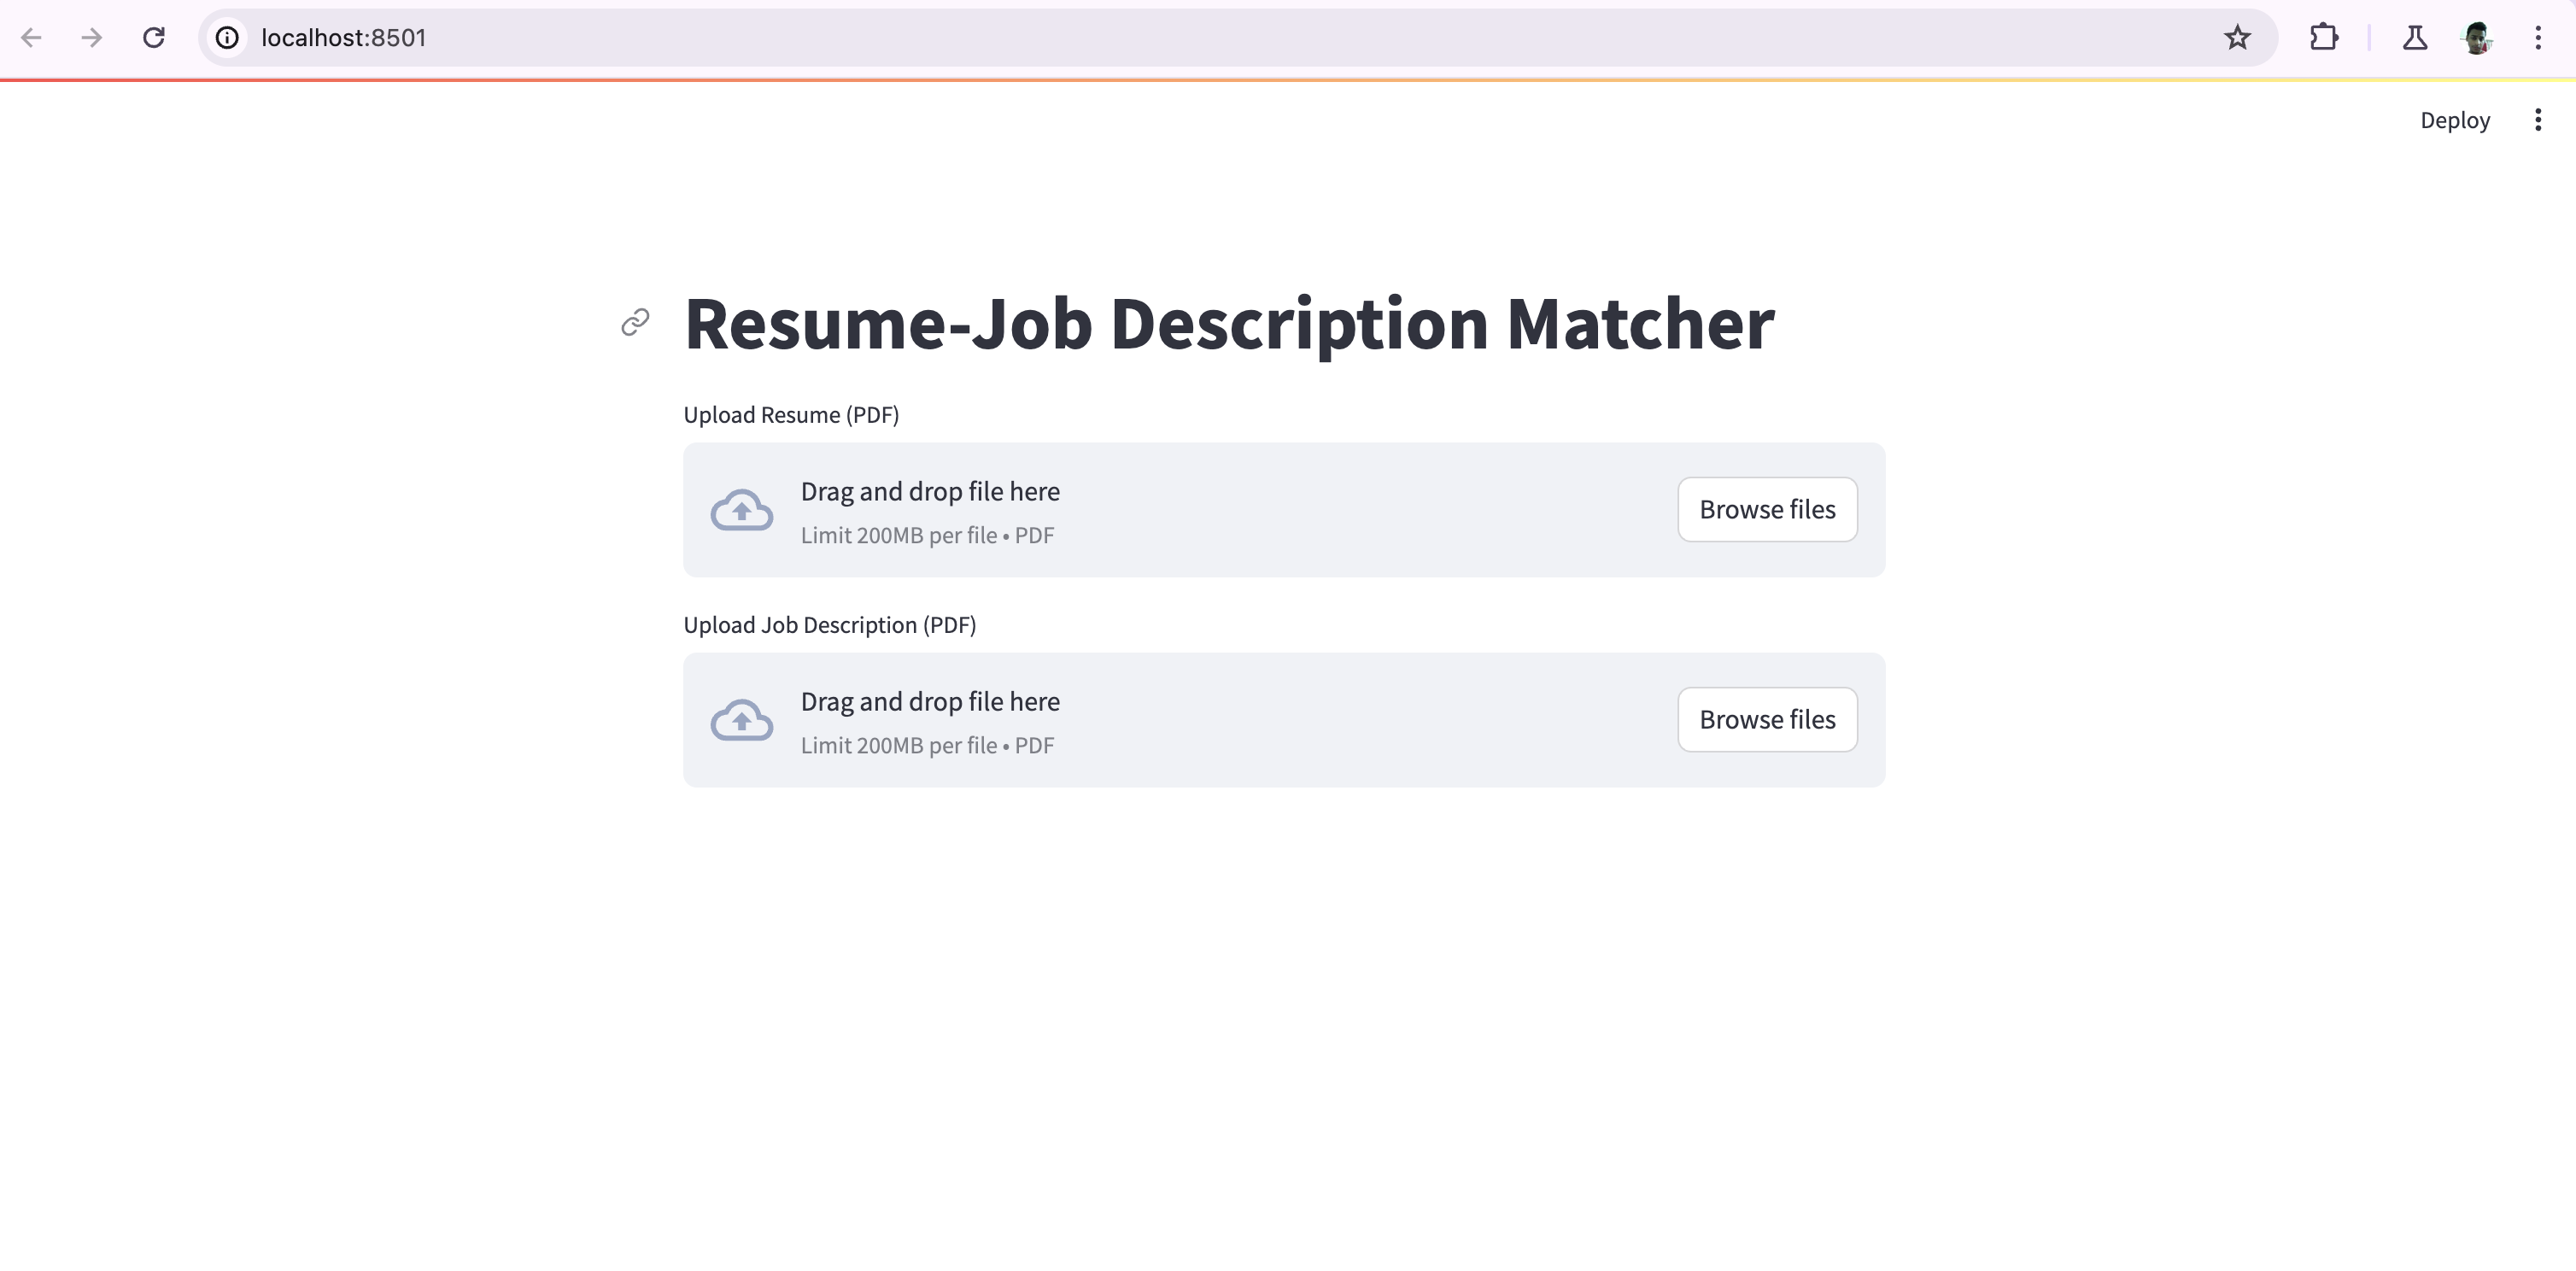 localhost:8501
Deploy
Resume-Job Description Matcher
Upload Resume (PDF)
Drag and drop file here
Limit 200MB per file • PDF
Browse files
Upload Job Description (PDF)
Drag and drop file here
Limit 200MB per file • PDF
Browse files